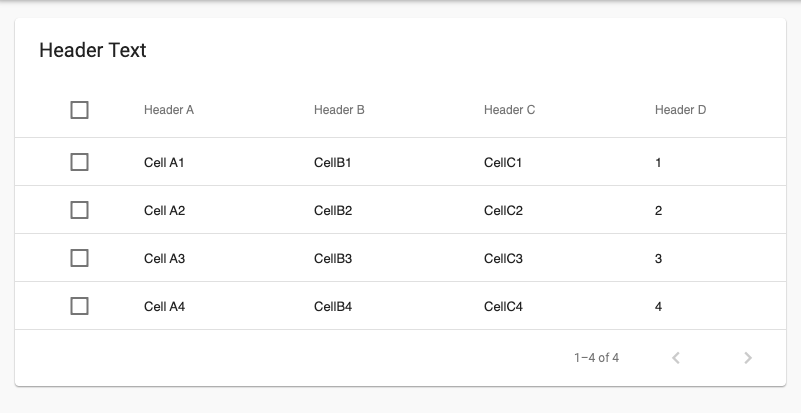 Header Text
Header A Header B Header C Header D
Cell A1 CellB1 CellC1 1
Cell A2 CellB2 CellC2 2
Cell A3 CellB3 CellC3 3
Cell A4 CellB4 CellC4 4
1–4 of 4